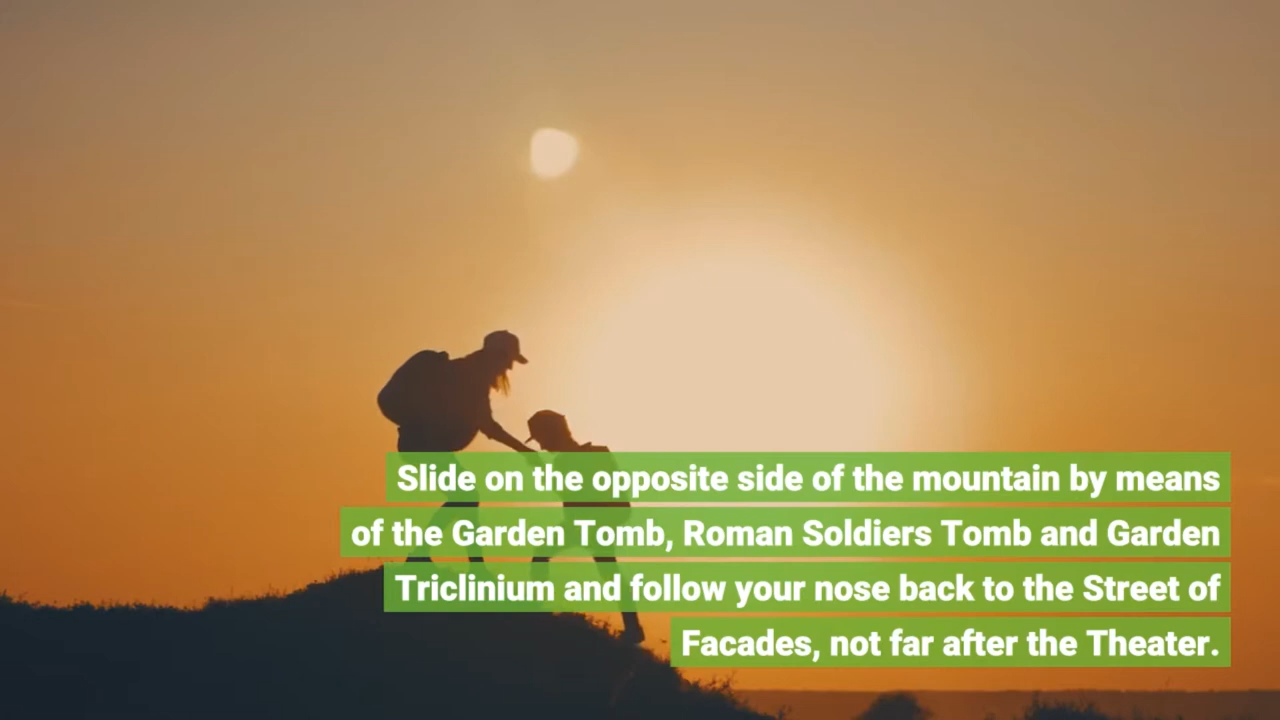 Slide on the opposite side of the mountain by means
of the Garden Tomb, Roman Soldiers Tomb and Garden
Triclinium and follow your nose back to the Street of
Facades, not far after the Theater.